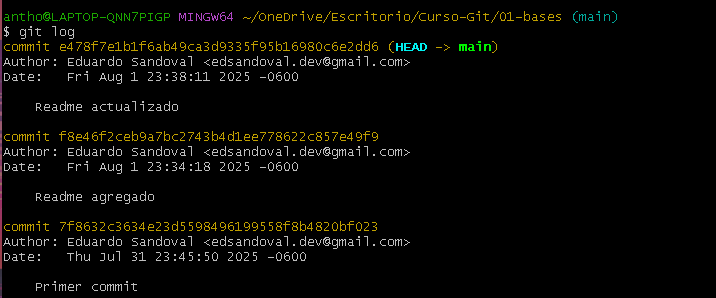 antho@LAPTOP-QNN7PIGP MINGW64 ~/OneDrive/Escritorio/Curso-Git/01-bases (main)
$ git log
commit e478f7e1b1f6ab49ca3d9335f95b16980c6e2dd6 (HEAD -> main)
Author: Eduardo Sandoval <edsandoval.dev@gmail.com>
Date:   Fri Aug 1 23:38:11 2025 -0600
    Readme actualizado
commit f8e46f2ceb9a7bc2743b4d1ee778622c857e49f9
Author: Eduardo Sandoval <edsandoval.dev@gmail.com>
Date:   Fri Aug 1 23:34:18 2025 -0600
    Readme agregado
commit 7f8632c3634e23d5598496199558f8b4820bf023
Author: Eduardo Sandoval <edsandoval.dev@gmail.com>
Date:   Thu Jul 31 23:45:50 2025 -0600
    Primer commit